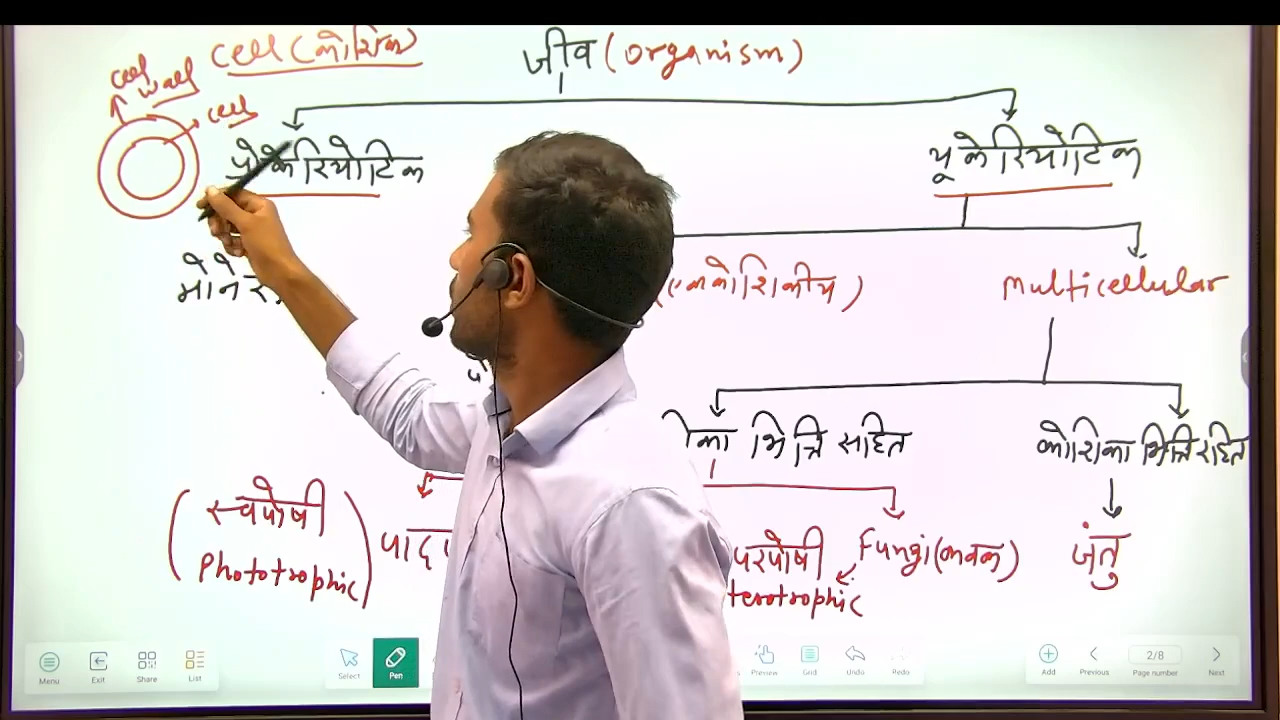 cell (कोशिका)
जीव (organism)
cell wall
cell
प्रोकेरियोटिक
यूकेरियोटिक
मोनेरा
(एककोशिकीय)
multicellular
भित्ति सहित
कोशिका भित्ति रहित
(स्वपोषी
Phototrophic)
परपोषी
Fungi (कवक)
जंतु
Menu
Exit
Share
List
Select
Pen
Preview
Grid
Undo
Redo
Add
Previous
2/8
Page number
Next